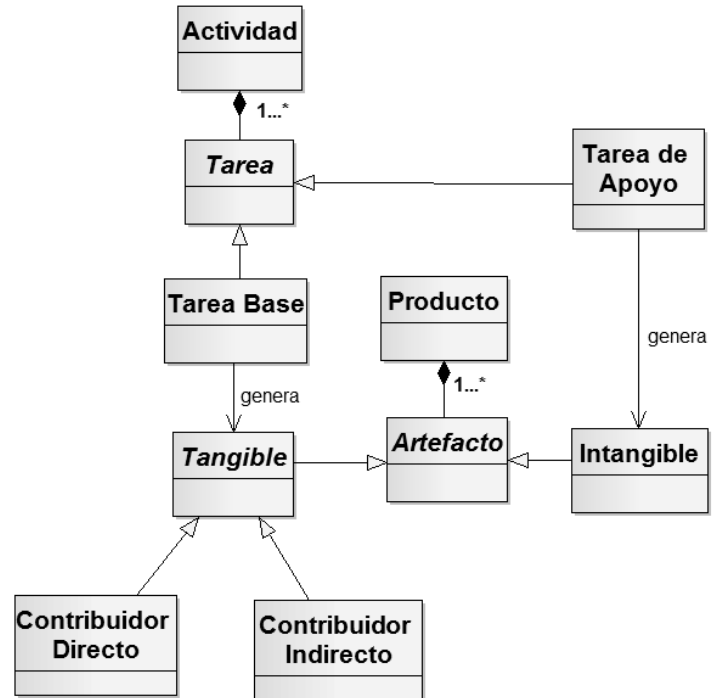 Actividad
1...*
Tarea
Tarea de
Apoyo
Tarea Base
Producto
genera
genera
1...*
Tangible
Artefacto
Intangible
Contribuidor
Directo
Contribuidor
Indirecto